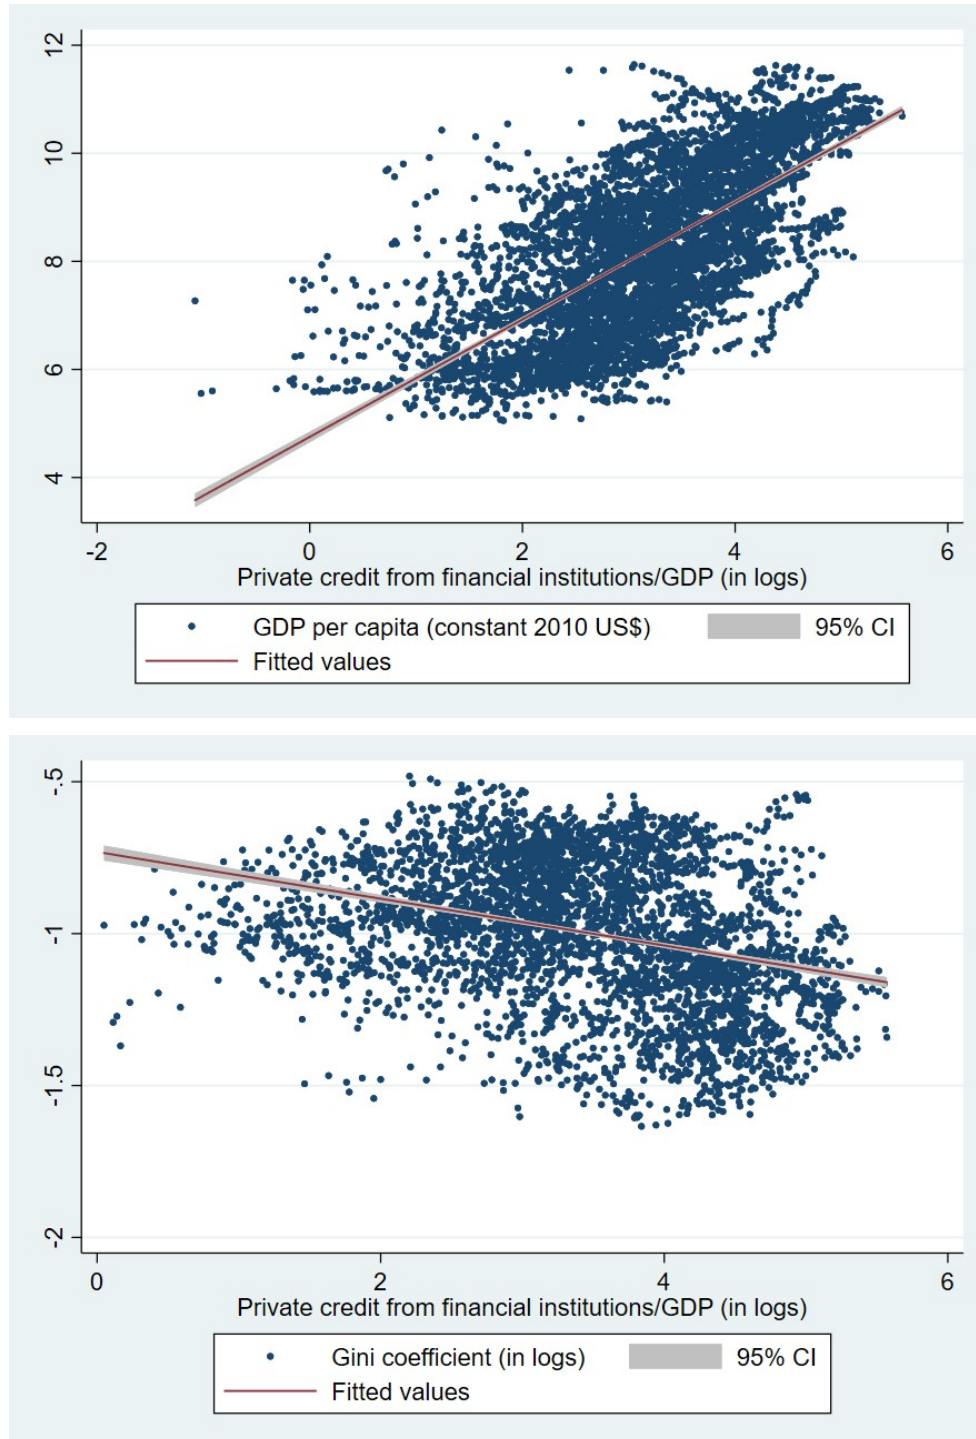 12
10
8
6
4
-2 0 2 4 6
Private credit from financial institutions/GDP (in logs)
GDP per capita (constant 2010 US$) 95% CI
Fitted values
-.5
-1
-1.5
-2
0 2 4 6
Private credit from financial institutions/GDP (in logs)
Gini coefficient (in logs) 95% CI
Fitted values